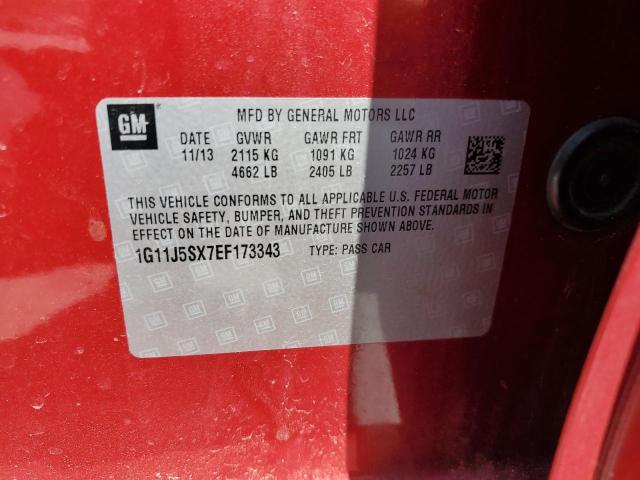 GM
MFD BY GENERAL MOTORS LLC
DATE GVWR GAWR FRT GAWR RR
11/13 2115 KG 1091 KG 1024 KG
4662 LB 2405 LB 2257 LB
THIS VEHICLE CONFORMS TO ALL APPLICABLE U.S. FEDERAL MOTOR
VEHICLE SAFETY, BUMPER, AND THEFT PREVENTION STANDARDS IN
EFFECT ON THE DATE OF MANUFACTURE SHOWN ABOVE.
1G11J5SX7EF173343 TYPE: PASS CAR